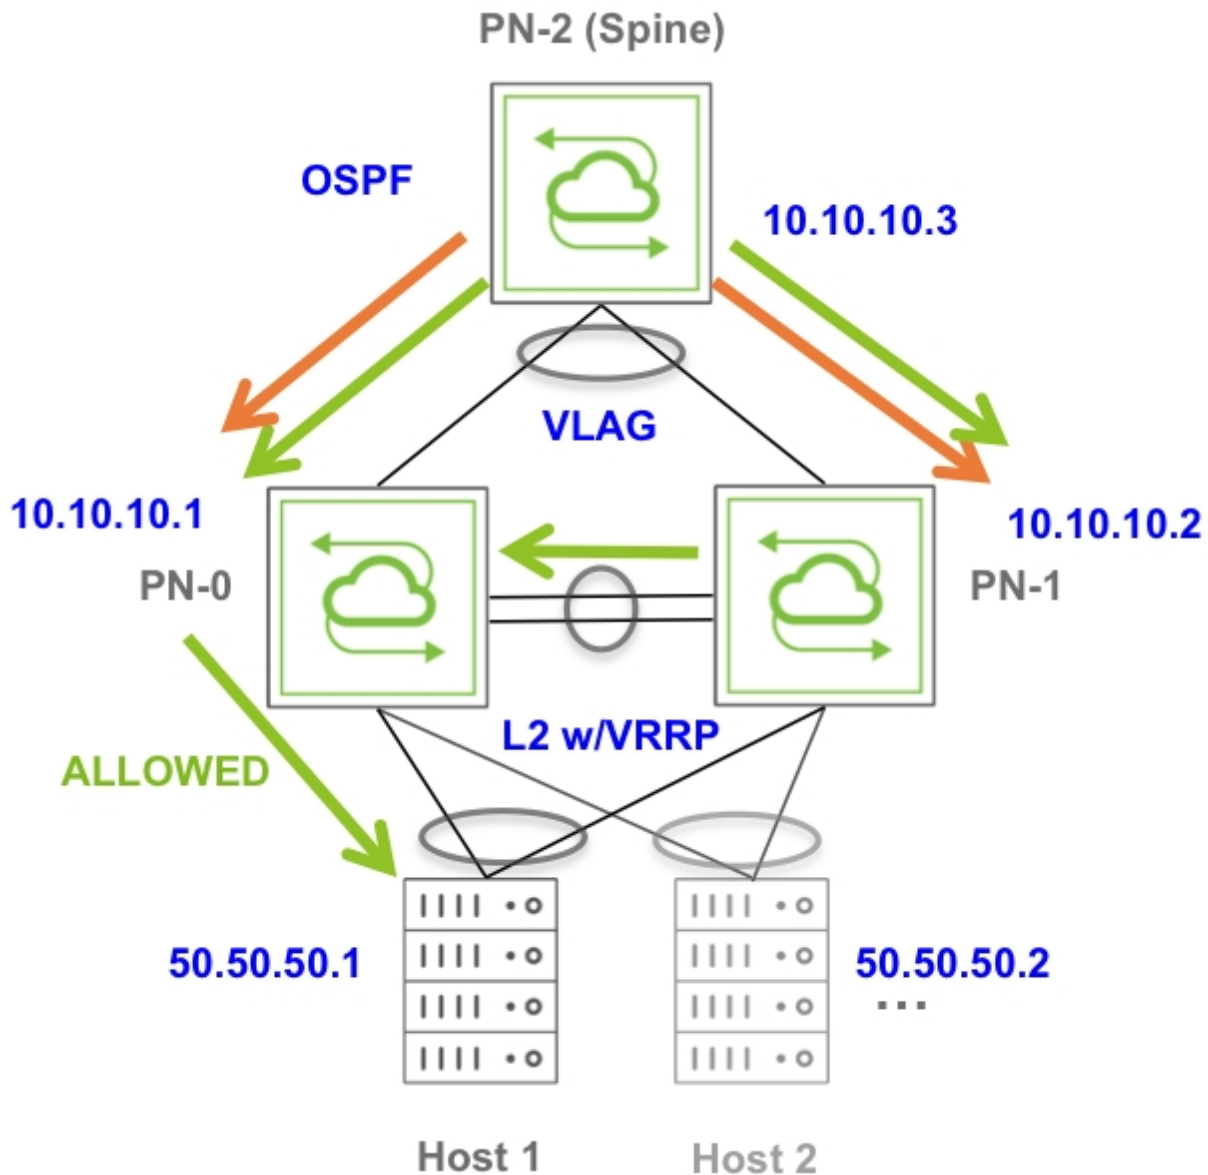 PN-2 (Spine)
OSPF
10.10.10.3
VLAG
10.10.10.1
10.10.10.2
PN-0
PN-1
L2 w/VRRP
ALLOWED
50.50.50.1
50.50.50.2
...
Host 1
Host 2